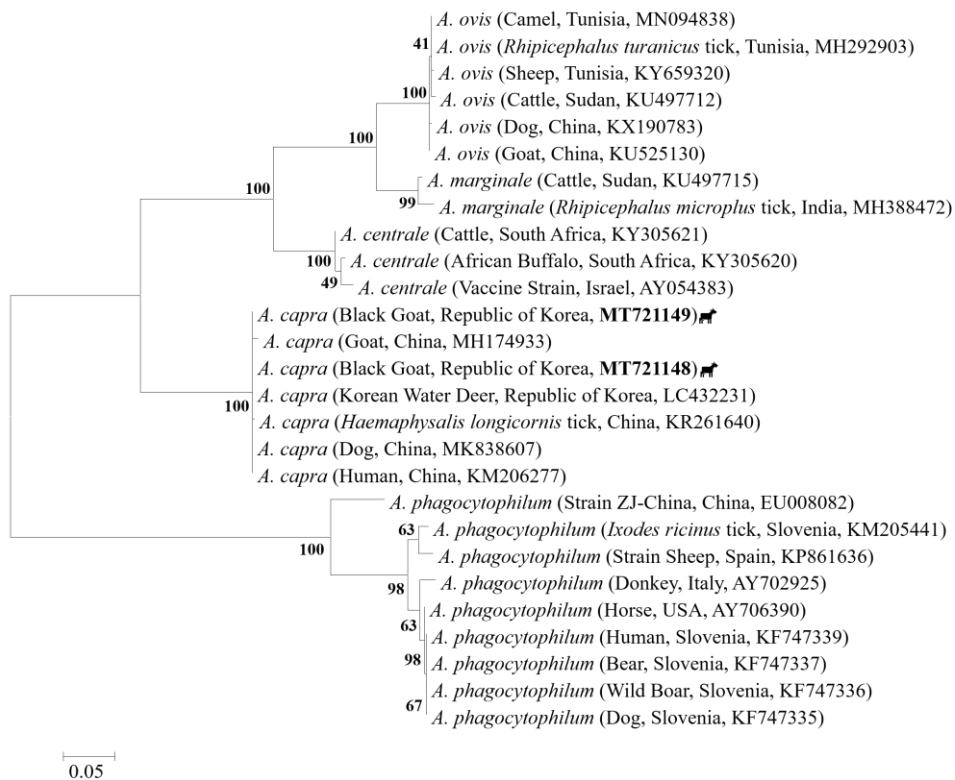 A. ovis (Camel, Tunisia, MN094838)
41
A. ovis (Rhipicephalus turanicus tick, Tunisia, MH292903)
A. ovis (Sheep, Tunisia, KY659320)
100
A. ovis (Cattle, Sudan, KU497712)
A. ovis (Dog, China, KX190783)
100
A. ovis (Goat, China, KU525130)
A. marginale (Cattle, Sudan, KU497715)
100
99
A. marginale (Rhipicephalus microplus tick, India, MH388472)
A. centrale (Cattle, South Africa, KY305621)
100
A. centrale (African Buffalo, South Africa, KY305620)
49
A. centrale (Vaccine Strain, Israel, AY054383)
A. capra (Black Goat, Republic of Korea, MT721149)
A. capra (Goat, China, MH174933)
A. capra (Black Goat, Republic of Korea, MT721148)
A. capra (Korean Water Deer, Republic of Korea, LC432231)
100
A. capra (Haemaphysalis longicornis tick, China, KR261640)
A. capra (Dog, China, MK838607)
A. capra (Human, China, KM206277)
A. phagocytophilum (Strain ZJ-China, China, EU008082)
63
A. phagocytophilum (Ixodes ricinus tick, Slovenia, KM205441)
100
A. phagocytophilum (Strain Sheep, Spain, KP861636)
98
A. phagocytophilum (Donkey, Italy, AY702925)
A. phagocytophilum (Horse, USA, AY706390)
63
A. phagocytophilum (Human, Slovenia, KF747339)
98
A. phagocytophilum (Bear, Slovenia, KF747337)
A. phagocytophilum (Wild Boar, Slovenia, KF747336)
67
A. phagocytophilum (Dog, Slovenia, KF747335)
0.05